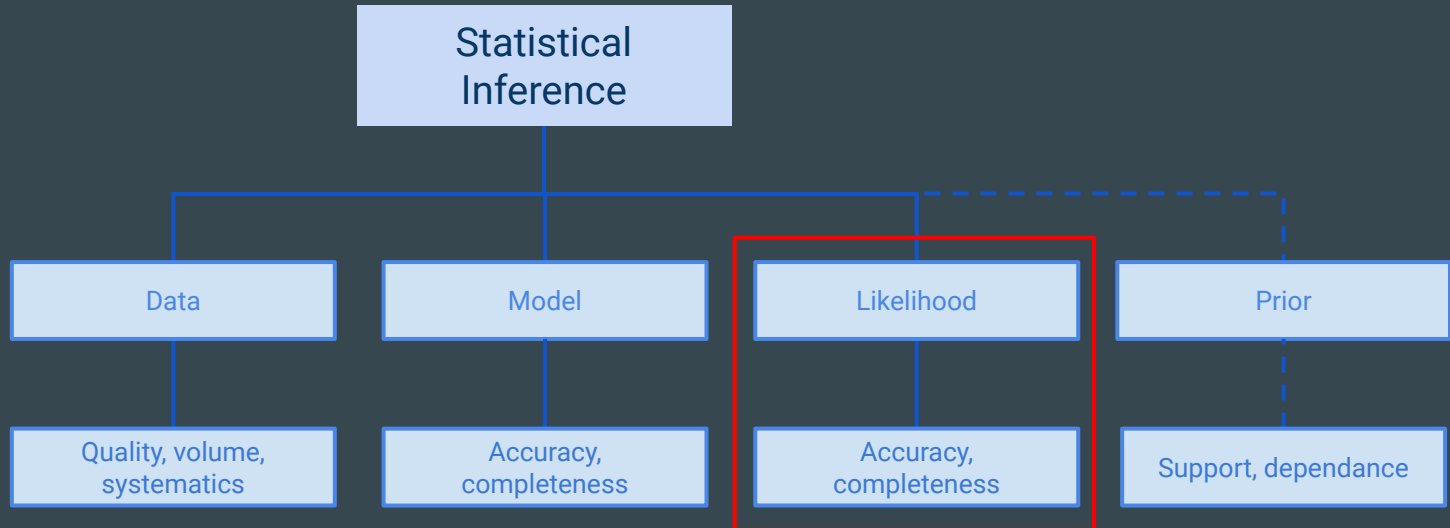 Statistical
Inference
Data
Model
Likelihood
Prior
Quality, volume,
systematics
Accuracy,
completeness
Accuracy,
completeness
Support, dependance